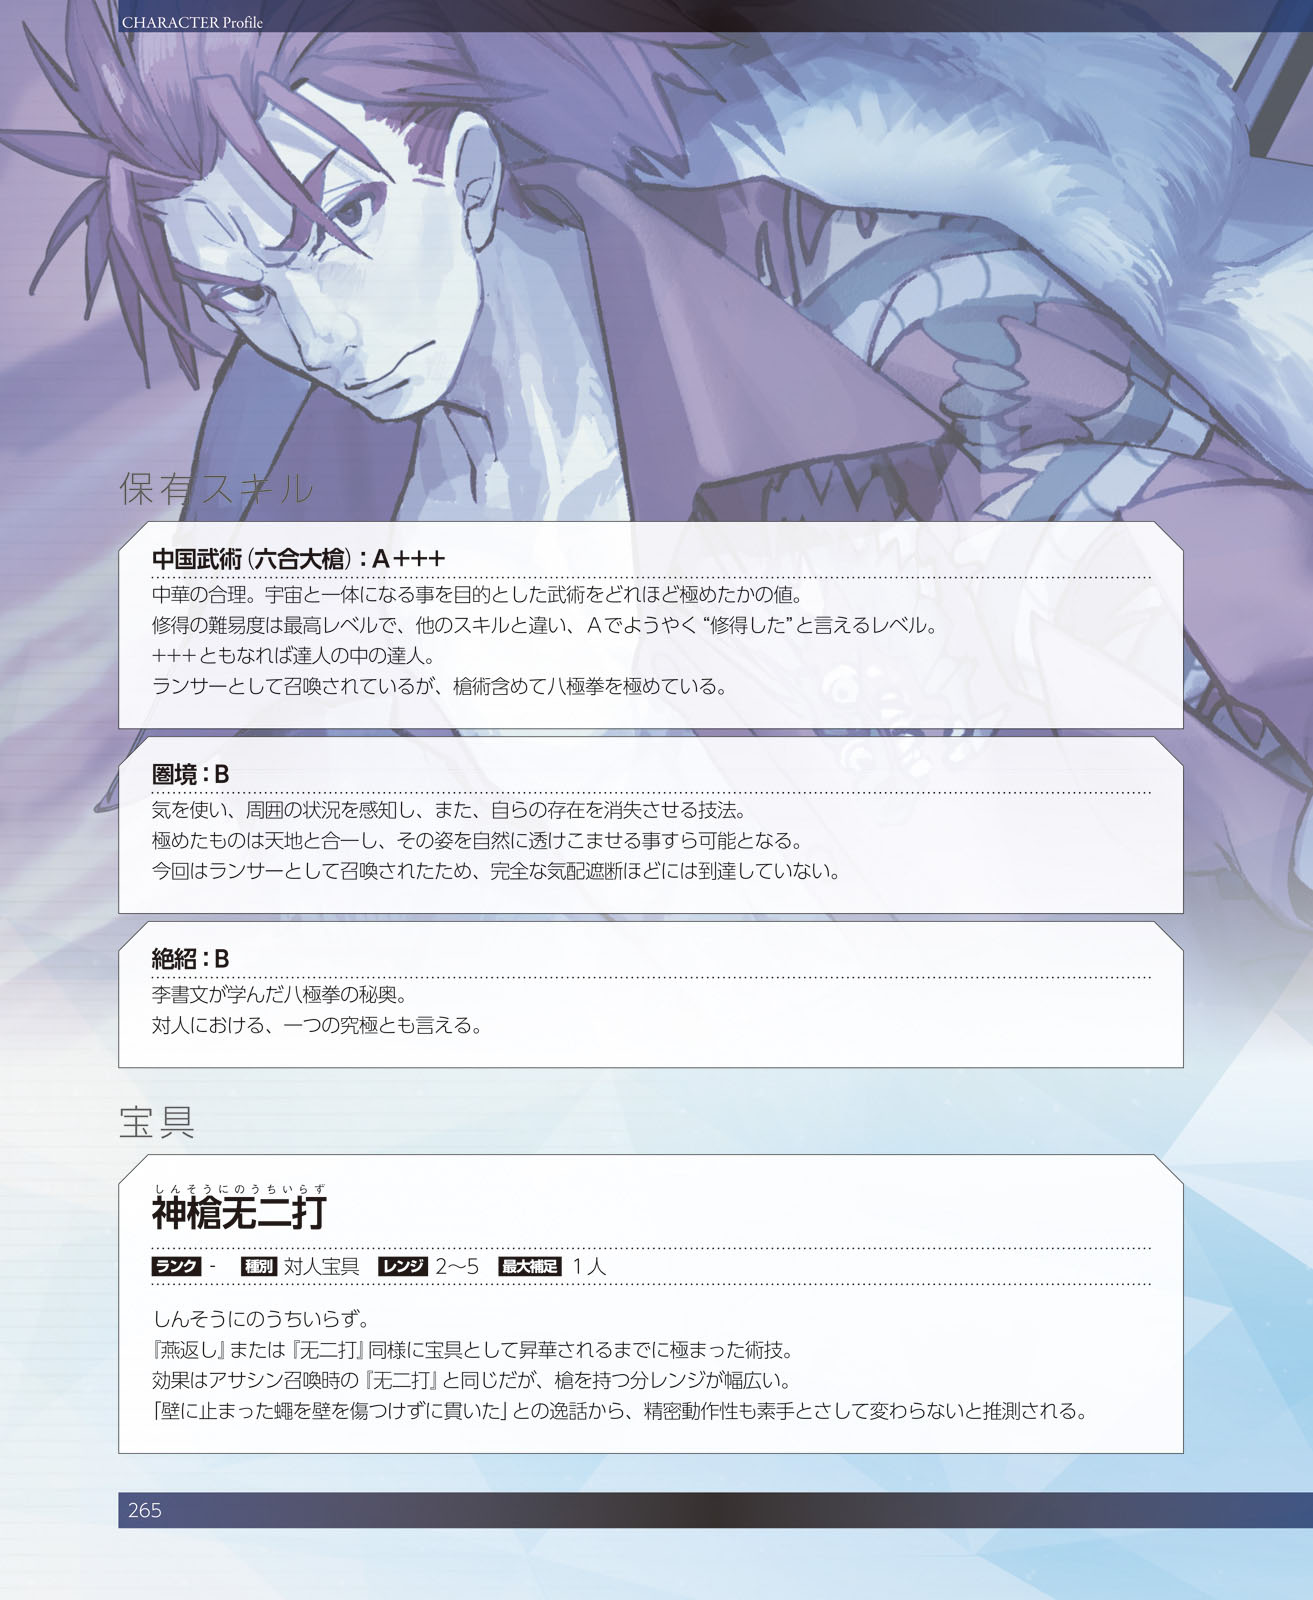 CHARACTER Profile
保有スキル
中国武術（六合大槍）：A+++
中華の合理。宇宙と一体になる事を目的とした武術をどれほど極めたかの値。
修得の難易度は最高レベルで、他のスキルと違い、Ａでようやく“修得した”と言えるレベル。
+++ともなれば達人の中の達人。
ランサーとして召喚されているが、槍術含めて八極拳を極めている。
圏境：B
気を使い、周囲の状況を感知し、また、自らの存在を消失させる技法。
極めたものは天地と合一し、その姿を自然に透けこませる事すら可能となる。
今回はランサーとして召喚されたため、完全な気配遮断ほどには到達していない。
絶紹：B
李書文が学んだ八極拳の秘奥。
対人における、一つの究極とも言える。
宝具
しんそうにのうちいらず
神槍无二打
ランク - 種別 対人宝具 レンジ 2～5 最大補足 1人
しんそうにのうちいらず。
『燕返し』または『无二打』同様に宝具として昇華されるまでに極まった術技。
効果はアサシン召喚時の『无二打』と同じだが、槍を持つ分レンジが幅広い。
「壁に止まった蠅を壁を傷つけずに貫いた」との逸話から、精密動作性も素手とさして変わらないと推測される。
265